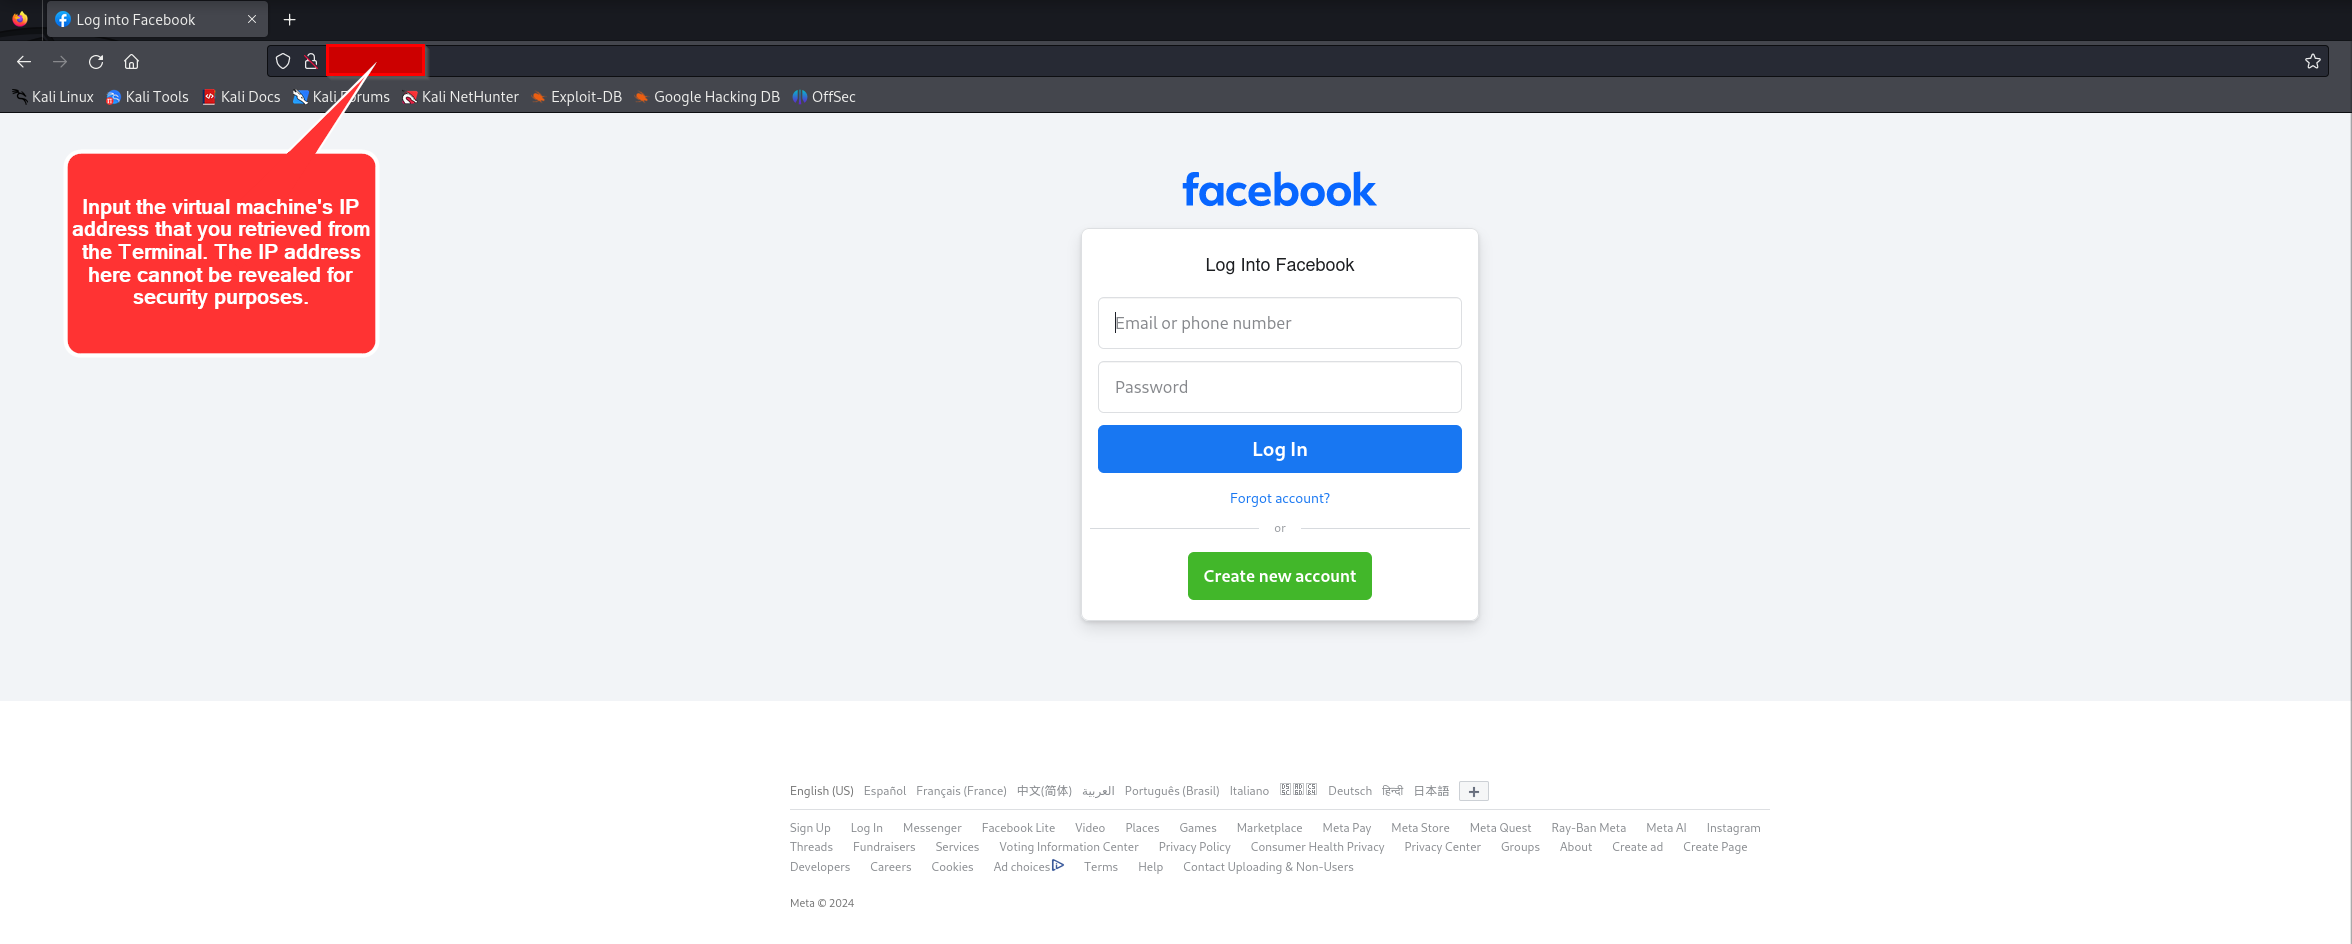 Log into Facebook
Kali Linux Kali Tools Kali Docs Kali Forums Kali NetHunter Exploit-DB Google Hacking DB OffSec
Input the virtual machine's IP
address that you retrieved from
the Terminal. The IP address
here cannot be revealed for
security purposes.
facebook
Log Into Facebook
Email or phone number
Password
Log In
Forgot account?
or
Create new account
English (US) Español Français (France) 中文(简体) العربية Português (Brasil) Italiano Deutsch हिन्दी 日本語 +
Sign Up Log In Messenger Facebook Lite Video Places Games Marketplace Meta Pay Meta Store Meta Quest Ray-Ban Meta Meta AI Instagram
Threads Fundraisers Services Voting Information Center Privacy Policy Consumer Health Privacy Privacy Center Groups About Create ad Create Page
Developers Careers Cookies Ad choices Terms Help Contact Uploading & Non-Users
Meta © 2024